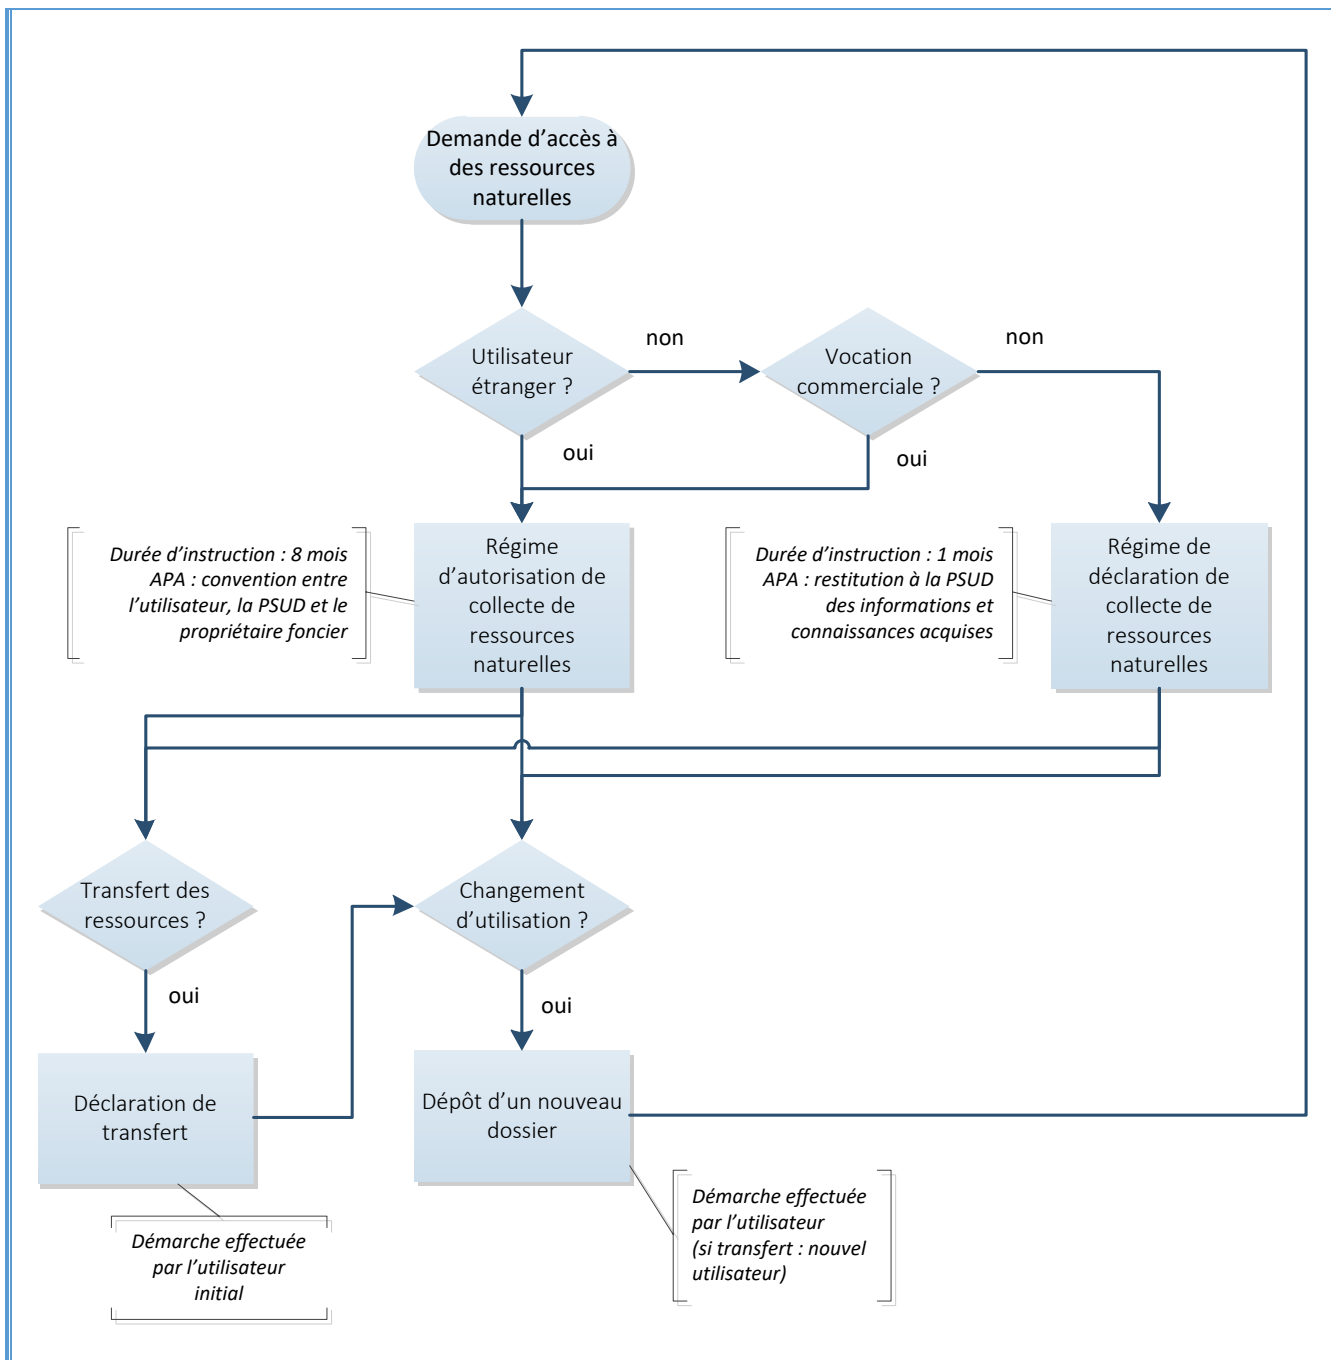 Demande d’accès à
des ressources
naturelles
Utilisateur
étranger ?
non
Vocation
commerciale ?
non
oui
oui
Durée d’instruction : 8 mois
APA : convention entre
l’utilisateur, la PSUD et le
propriétaire foncier
Régime
d’autorisation de
collecte de
ressources
naturelles
Durée d’instruction : 1 mois
APA : restitution à la PSUD
des informations et
connaissances acquises
Régime de
déclaration de
collecte de
ressources
naturelles
Transfert des
ressources ?
Changement
d’utilisation ?
oui
oui
Déclaration de
transfert
Dépôt d’un nouveau
dossier
Démarche effectuée
par l’utilisateur
initial
Démarche effectuée
par l’utilisateur
(si transfert : nouvel
utilisateur)